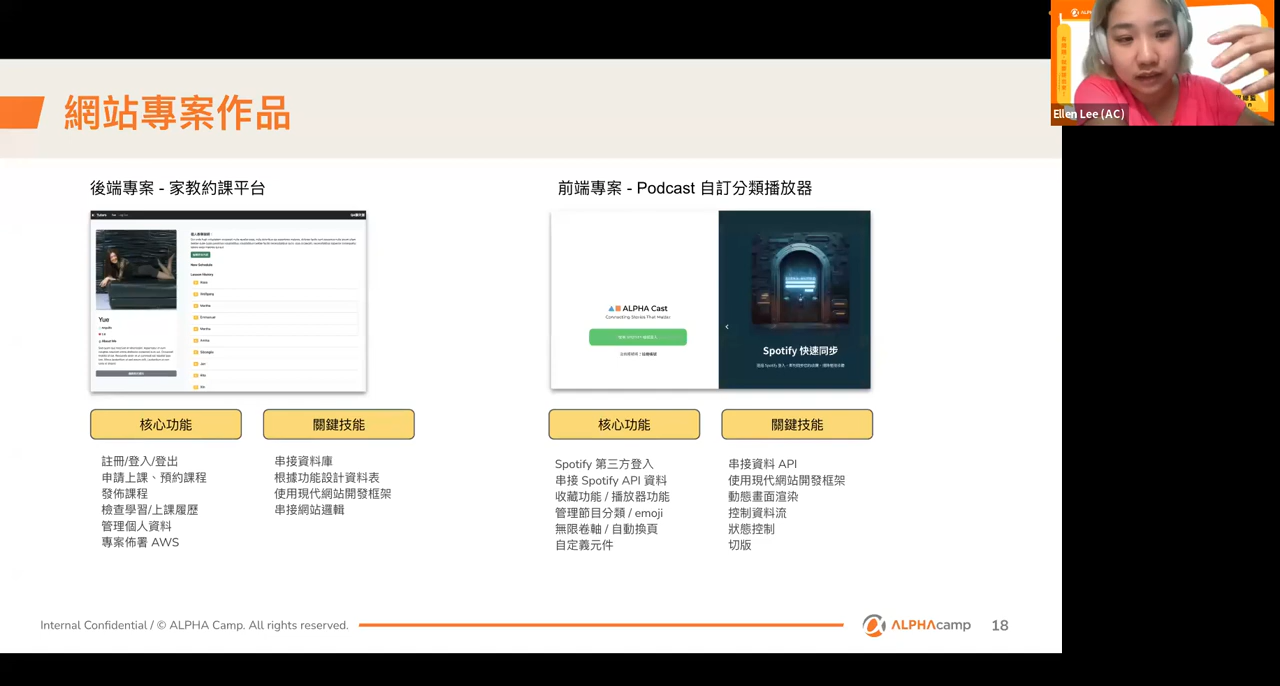 網站專案作品
Ellen Lee (AC)
後端專案 - 家教約課平台
Yue
About Me
New Schedule
Lesson History
核心功能
關鍵技能
註冊/登入/登出
申請上課、預約課程
發佈課程
檢查學習/上課履歷
管理個人資料
專案佈署 AWS
串接資料庫
根據功能設計資料表
使用現代網站開發框架
串接網站邏輯
前端專案 - Podcast 自訂分類播放器
ALPHA Cast
Connecting Stories That Matter
Spotify 快速同步
核心功能
關鍵技能
Spotify 第三方登入
串接 Spotify API 資料
收藏功能 / 播放器功能
管理節目分類 / emoji
無限卷軸 / 自動換頁
自定義元件
串接資料 API
使用現代網站開發框架
動態畫面渲染
控制資料流
狀態控制
切版
Internal Confidential / © ALPHA Camp. All rights reserved.
ALPHAcamp
18